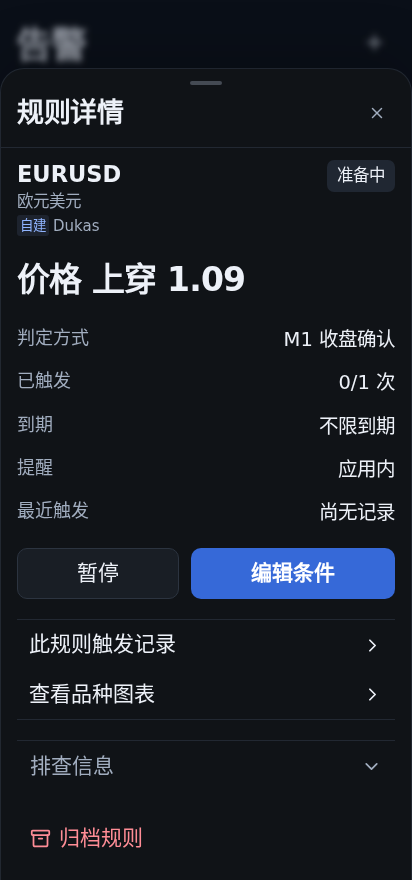 告警
规则详情
EURUSD
准备中
欧元美元
自建 Dukas
价格 上穿 1.09
判定方式 M1 收盘确认
已触发 0/1 次
到期 不限到期
提醒 应用内
最近触发 尚无记录
暂停 编辑条件
此规则触发记录
查看品种图表
排查信息
归档规则